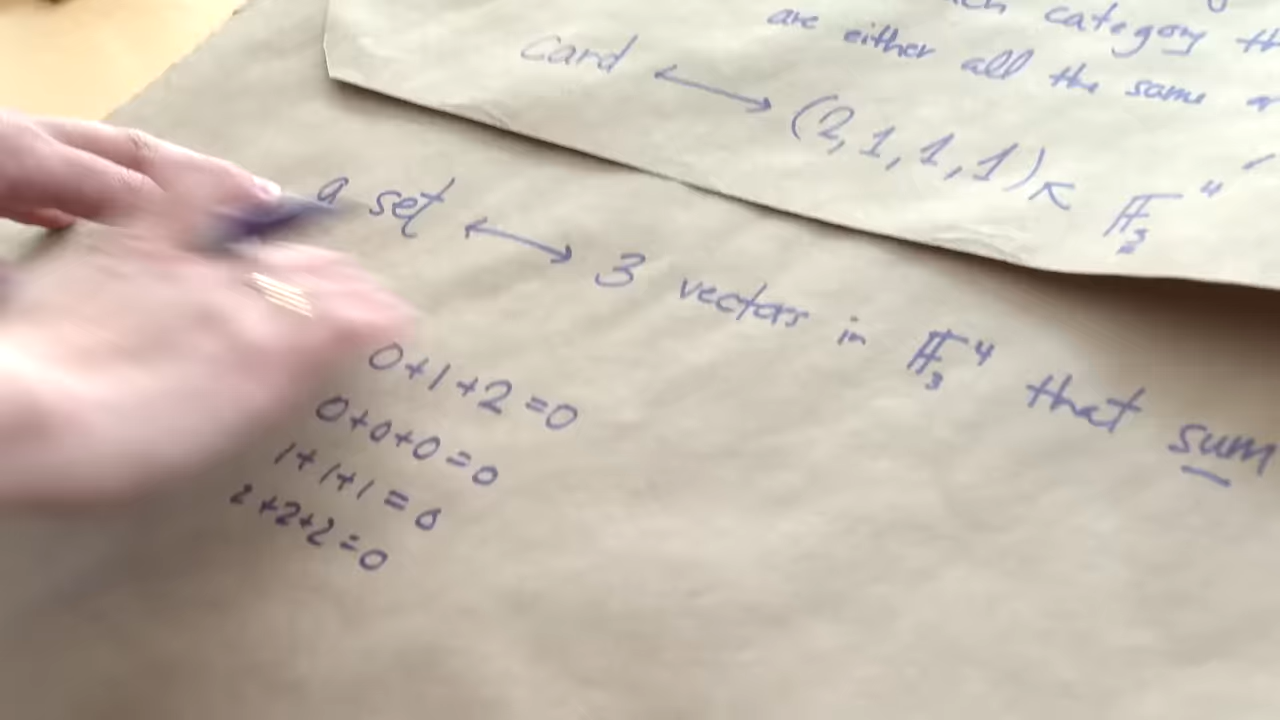 category
are either all the same
card ⟷ (2, 1, 1, 1) ∈ 𝔽₃⁴
a set ⟷ 3 vectors in 𝔽₃⁴ that sum
0+1+2=0
0+0+0=0
1+1+1=0
2+2+2=0